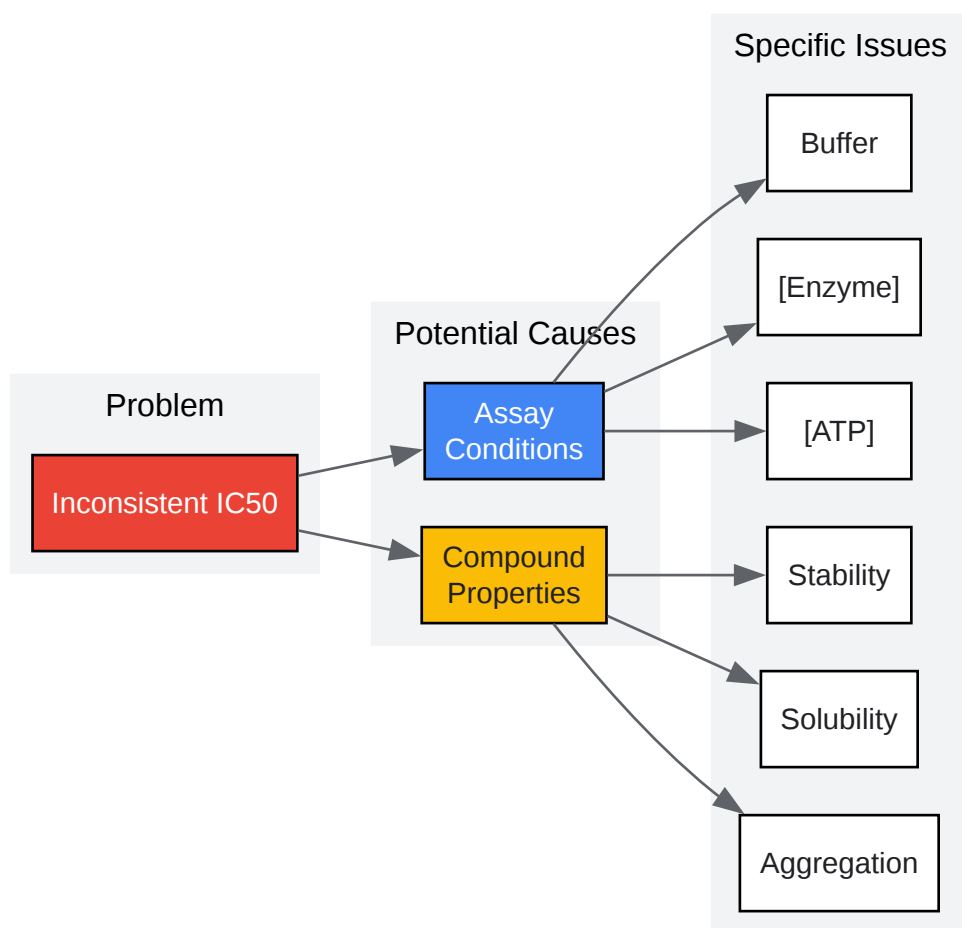 Problem
Inconsistent IC50
Potential Causes
Assay
Conditions
Compound
Properties
Specific Issues
Buffer
[Enzyme]
[ATP]
Stability
Solubility
Aggregation